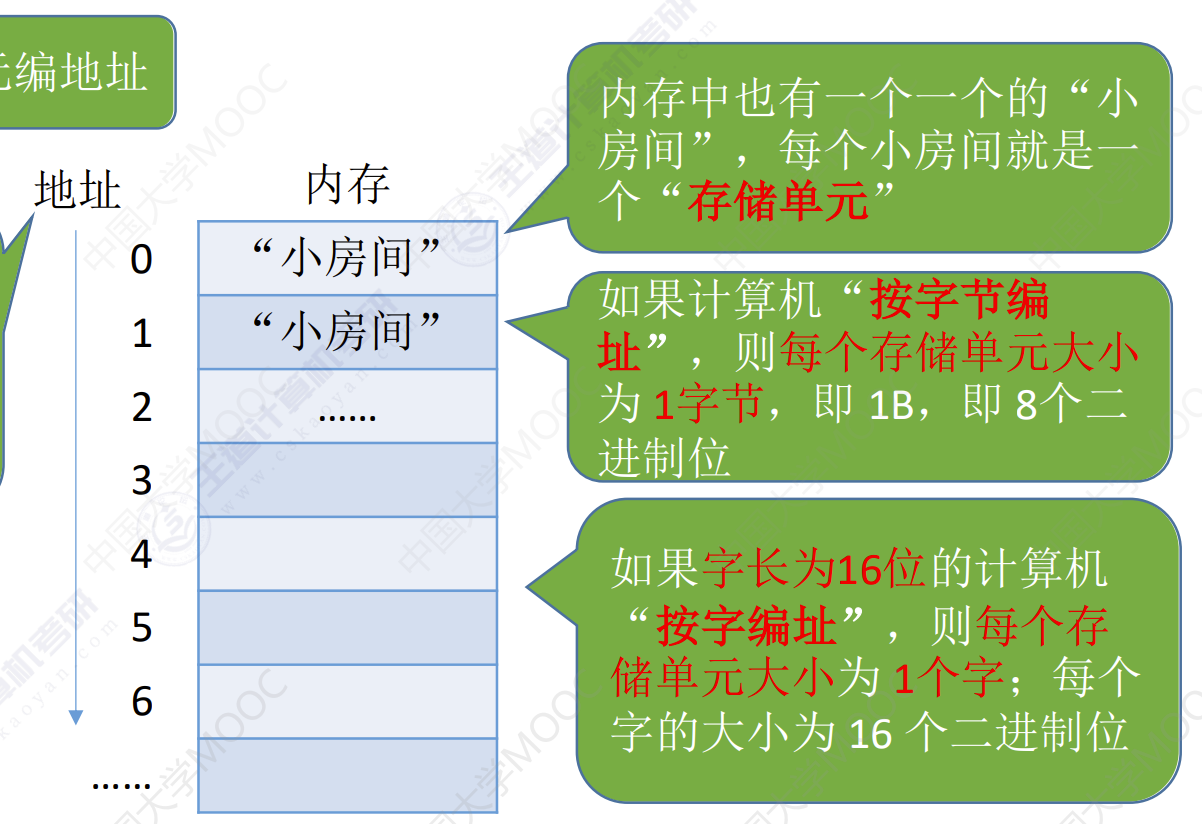 编地址
地址
内存
0
1
2
3
4
5
6
……
“小房间”
“小房间”
……
内存中也有一个一个的“小
房间”，每个小房间就是一
个“存储单元”
如果计算机“按字节编
址”，则每个存储单元大小
为 1字节，即 1B，即 8个二
进制位
如果字长为16位的计算机
“按字编址”，则每个存
储单元大小为 1个字；每个
字的大小为 16 个二进制位
中国大学MOOC
王道计算机考研
www.cskaoyan.com